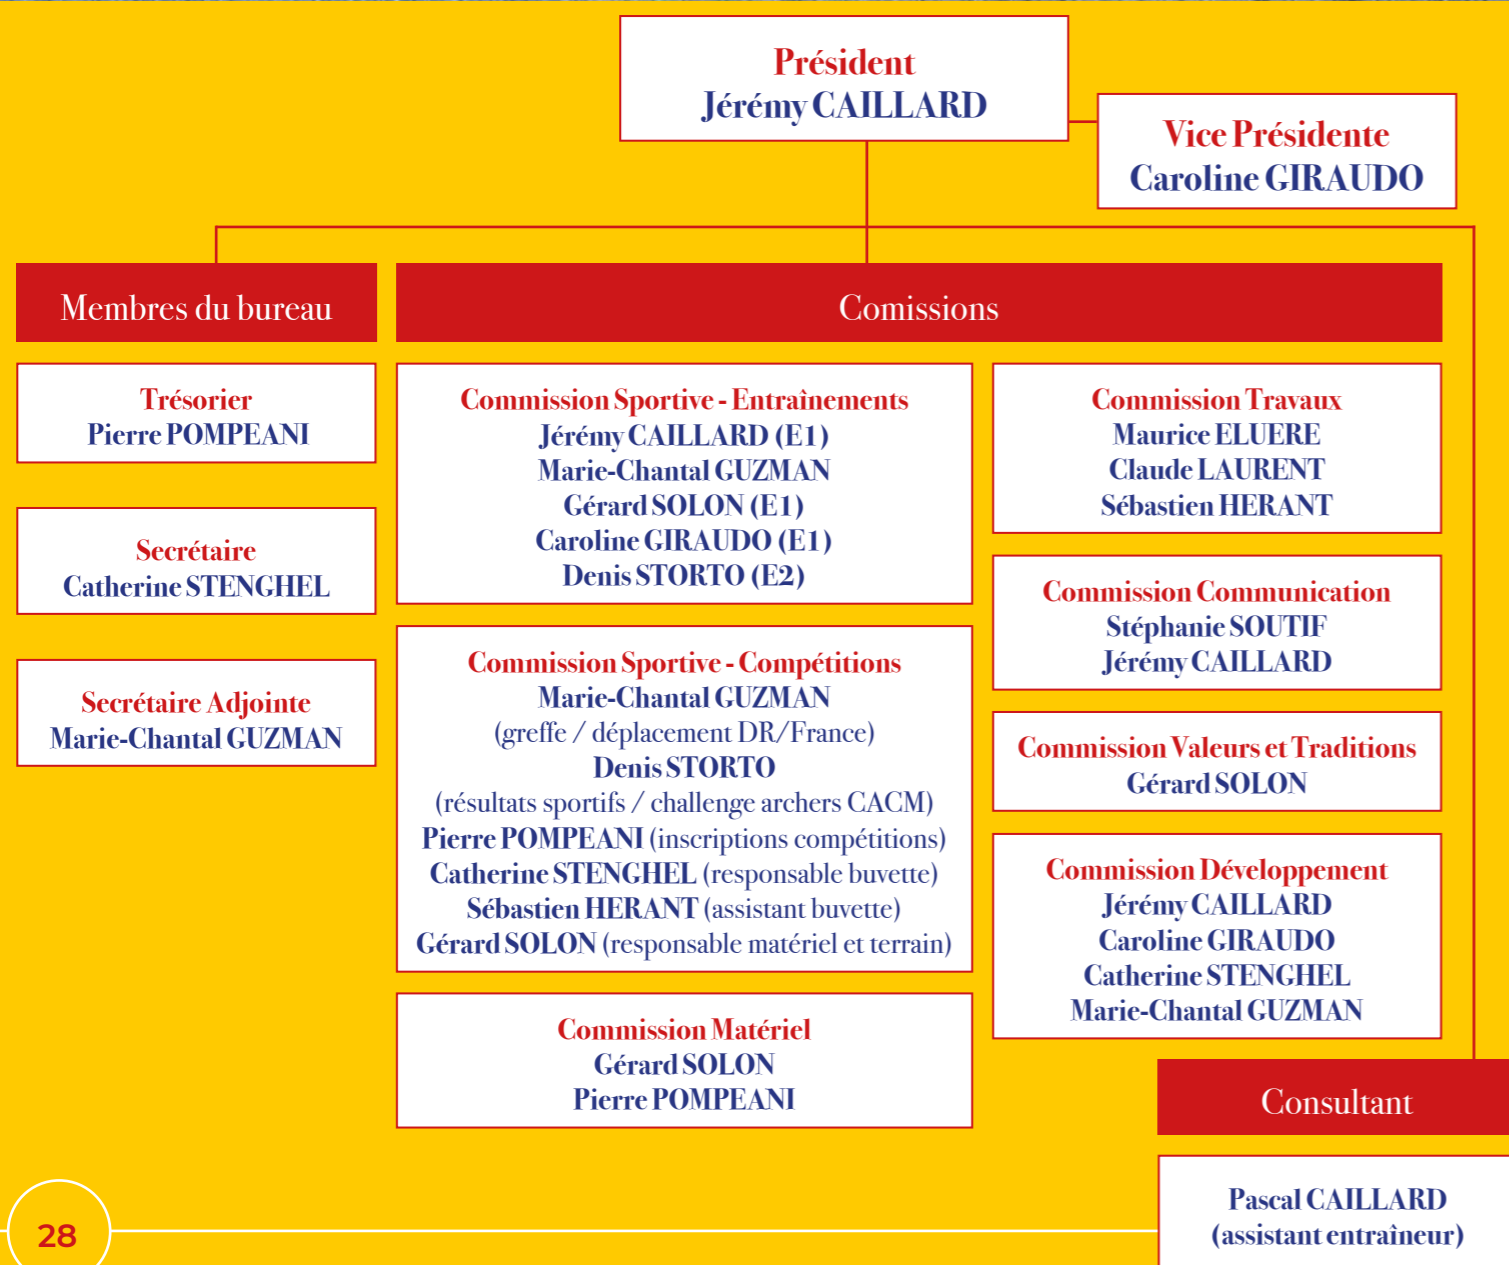 Président
Jérémy CAILLARD
Vice Présidente
Caroline GIRAUDO
Membres du bureau
Trésorier
Pierre POMPEANI
Secrétaire
Catherine STENGHEL
Secrétaire Adjointe
Marie-Chantal GUZMAN
Comissions
Commission Sportive - Entraînements
Jérémy CAILLARD (E1)
Marie-Chantal GUZMAN
Gérard SOLON (E1)
Caroline GIRAUDO (E1)
Denis STORTO (E2)
Commission Sportive - Compétitions
Marie-Chantal GUZMAN
(greffe / déplacement DR/France)
Denis STORTO
(résultats sportifs / challenge archers CACM)
Pierre POMPEANI (inscriptions compétitions)
Catherine STENGHEL (responsable buvette)
Sébastien HERANT (assistant buvette)
Gérard SOLON (responsable matériel et terrain)
Commission Matériel
Gérard SOLON
Pierre POMPEANI
Commission Travaux
Maurice ELUERE
Claude LAURENT
Sébastien HERANT
Commission Communication
Stéphanie SOUTIF
Jérémy CAILLARD
Commission Valeurs et Traditions
Gérard SOLON
Commission Développement
Jérémy CAILLARD
Caroline GIRAUDO
Catherine STENGHEL
Marie-Chantal GUZMAN
Consultant
Pascal CAILLARD
(assistant entraîneur)
28